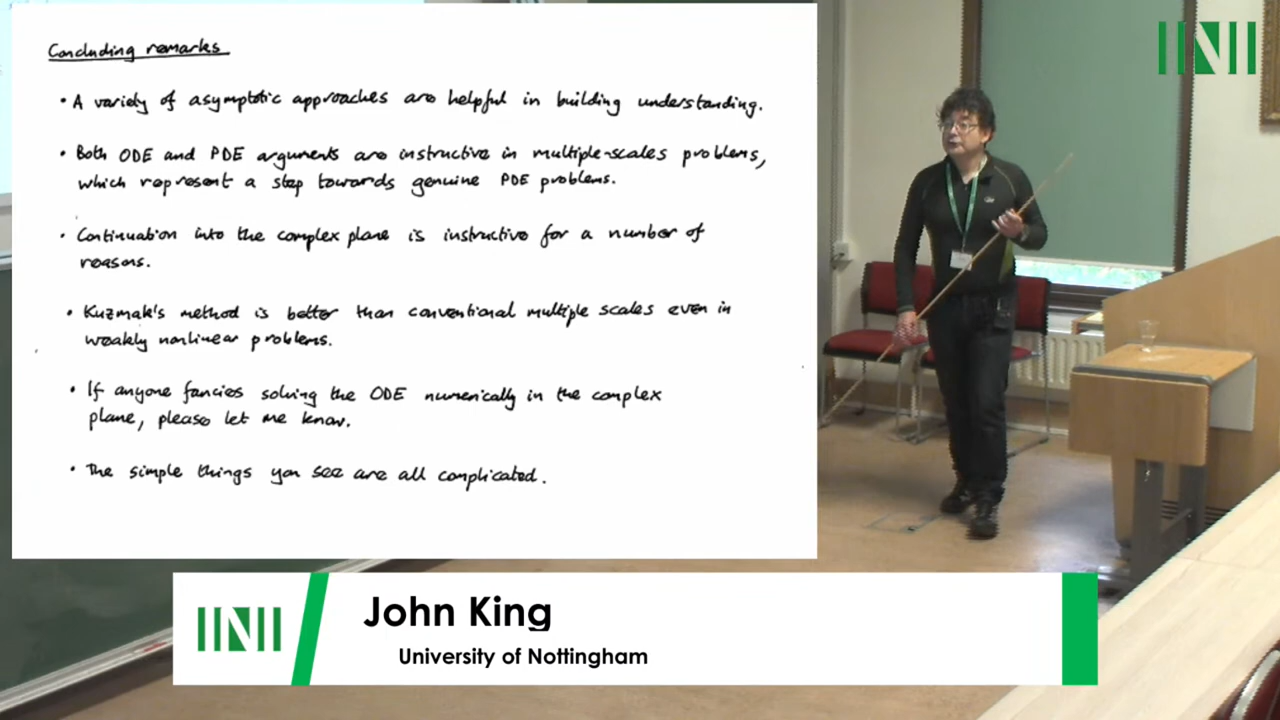 Concluding remarks
• A variety of asymptotic approaches are helpful in building understanding.
• Both ODE and PDE arguments are instructive in multiple-scales problems,
which represent a step towards genuine PDE problems.
• Continuation into the complex plane is instructive for a number of
reasons.
• Kuzmak's method is better than conventional multiple scales even in
weakly nonlinear problems.
• If anyone fancies solving the ODE numerically in the complex
plane, please let me know.
• The simple things you see are all complicated.
John King
University of Nottingham